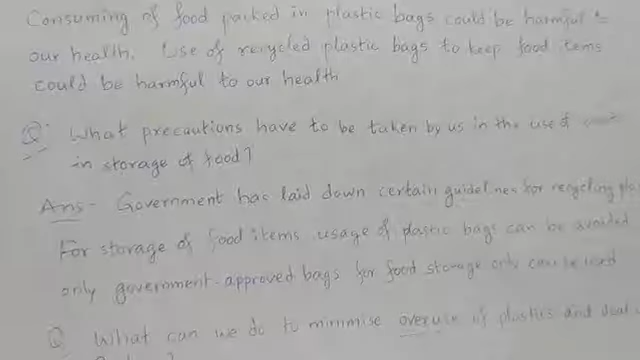 Consuming of food packed in plastic bags could be harmful to
our health. Use of recycled plastic bags to keep food items
could be harmful to our health
Q: What precautions have to be taken by us in the use of
in storage of food?
Ans - Government has laid down certain guidelines for recycling
For storage of food items usage of plastic bags can be avoided
only government-approved bags for food storage only can be used
Q What can we do to minimise overuse of plastics and